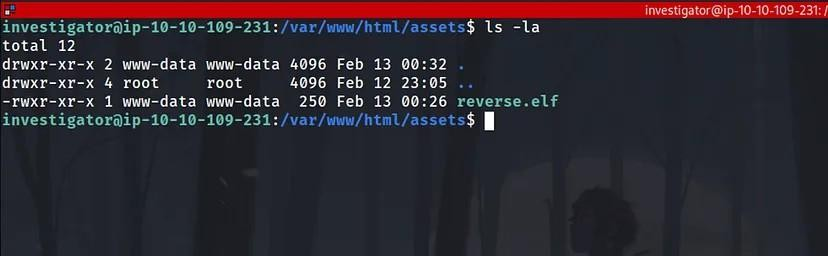 investigator@ip-10-10-109-231: /
investigator@ip-10-10-109-231:/var/www/html/assets$ ls -la
total 12
drwxr-xr-x 2 www-data www-data 4096 Feb 13 00:32 .
drwxr-xr-x 4 root     root     4096 Feb 12 23:05 ..
-rwxr-xr-x 1 www-data www-data  250 Feb 13 00:26 reverse.elf
investigator@ip-10-10-109-231:/var/www/html/assets$